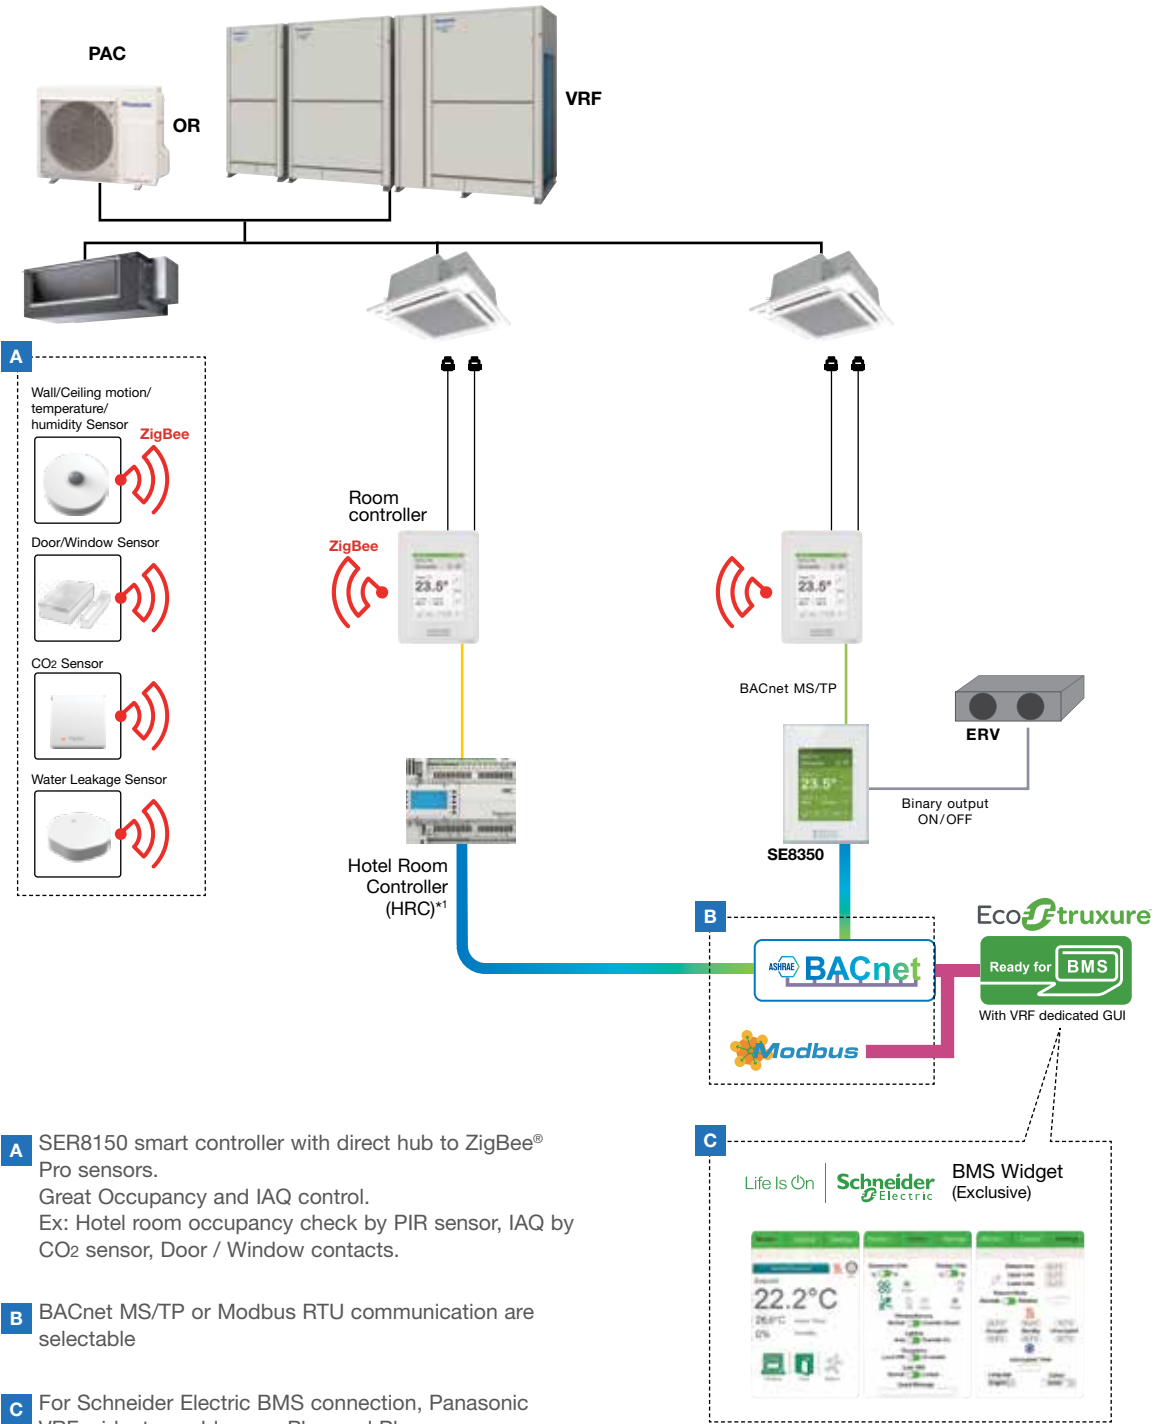 PAC
OR
VRF
A
Wall/Ceiling motion/
temperature/
humidity Sensor
ZigBee
Door/Window Sensor
CO2 Sensor
Water Leakage Sensor
Room
controller
ZigBee
23.5°
23.5°
BACnet MS/TP
ERV
23.5°
Binary output
ON/OFF
SE8350
Hotel Room
Controller
(HRC)*1
B
ASHRAE BACnet
Modbus
EcoStruxure
Ready for BMS
With VRF dedicated GUI
A SER8150 smart controller with direct hub to ZigBee®
Pro sensors.
Great Occupancy and IAQ control.
Ex: Hotel room occupancy check by PIR sensor, IAQ by
CO2 sensor, Door / Window contacts.
B BACnet MS/TP or Modbus RTU communication are
selectable
C For Schneider Electric BMS connection, Panasonic
C
Life Is On Schneider Electric
BMS Widget
(Exclusive)
22.2°C
0%